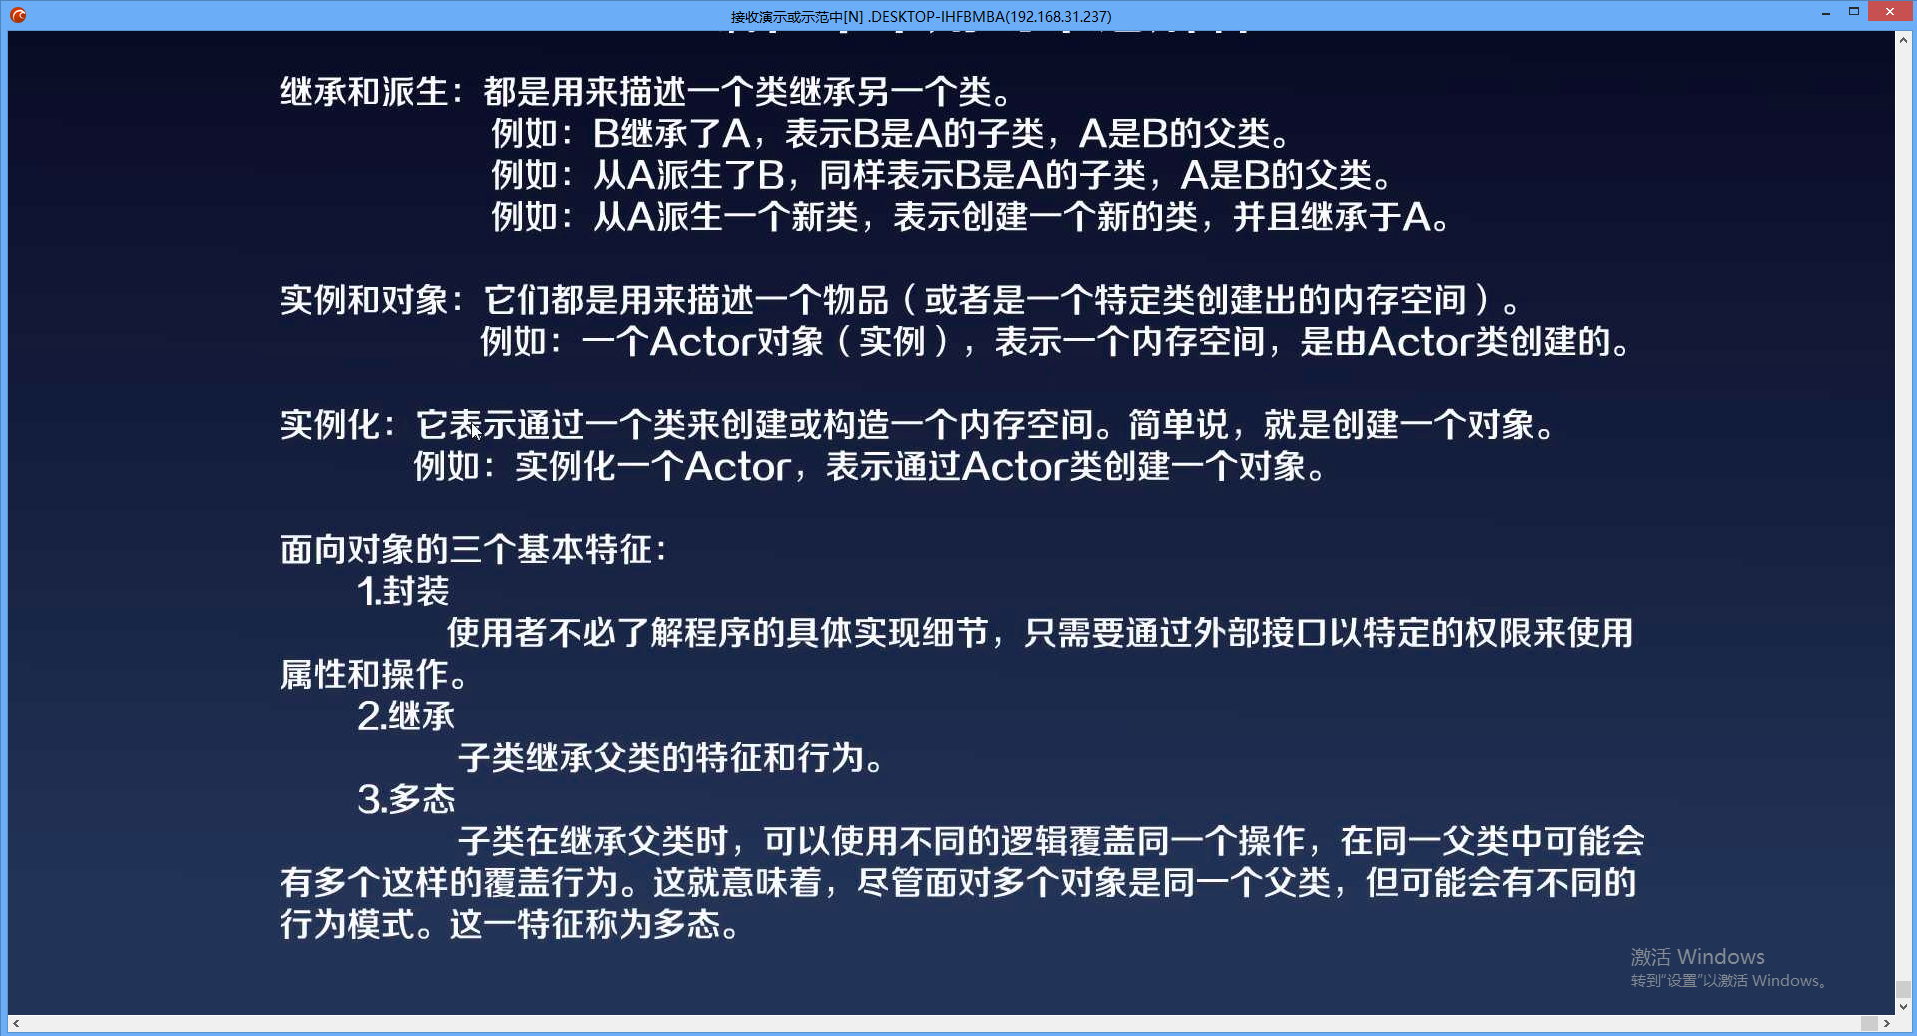 接收演示或示范中[N] .DESKTOP-IHFBMBA(192.168.31.237)
继承和派生：都是用来描述一个类继承另一个类。
例如：B继承了A，表示B是A的子类，A是B的父类。
例如：从A派生了B，同样表示B是A的子类，A是B的父类。
例如：从A派生一个新类，表示创建一个新的类，并且继承于A。
实例和对象：它们都是用来描述一个物品（或者是一个特定类创建出的内存空间）。
例如：一个Actor对象（实例），表示一个内存空间，是由Actor类创建的。
实例化：它表示通过一个类来创建或构造一个内存空间。简单说，就是创建一个对象。
例如：实例化一个Actor，表示通过Actor类创建一个对象。
面向对象的三个基本特征：
1.封装
使用者不必了解程序的具体实现细节，只需要通过外部接口以特定的权限来使用
属性和操作。
2.继承
子类继承父类的特征和行为。
3.多态
子类在继承父类时，可以使用不同的逻辑覆盖同一个操作，在同一父类中可能会
有多个这样的覆盖行为。这就意味着，尽管面对多个对象是同一个父类，但可能会有不同的
行为模式。这一特征称为多态。
激活 Windows
转到“设置”以激活 Windows。